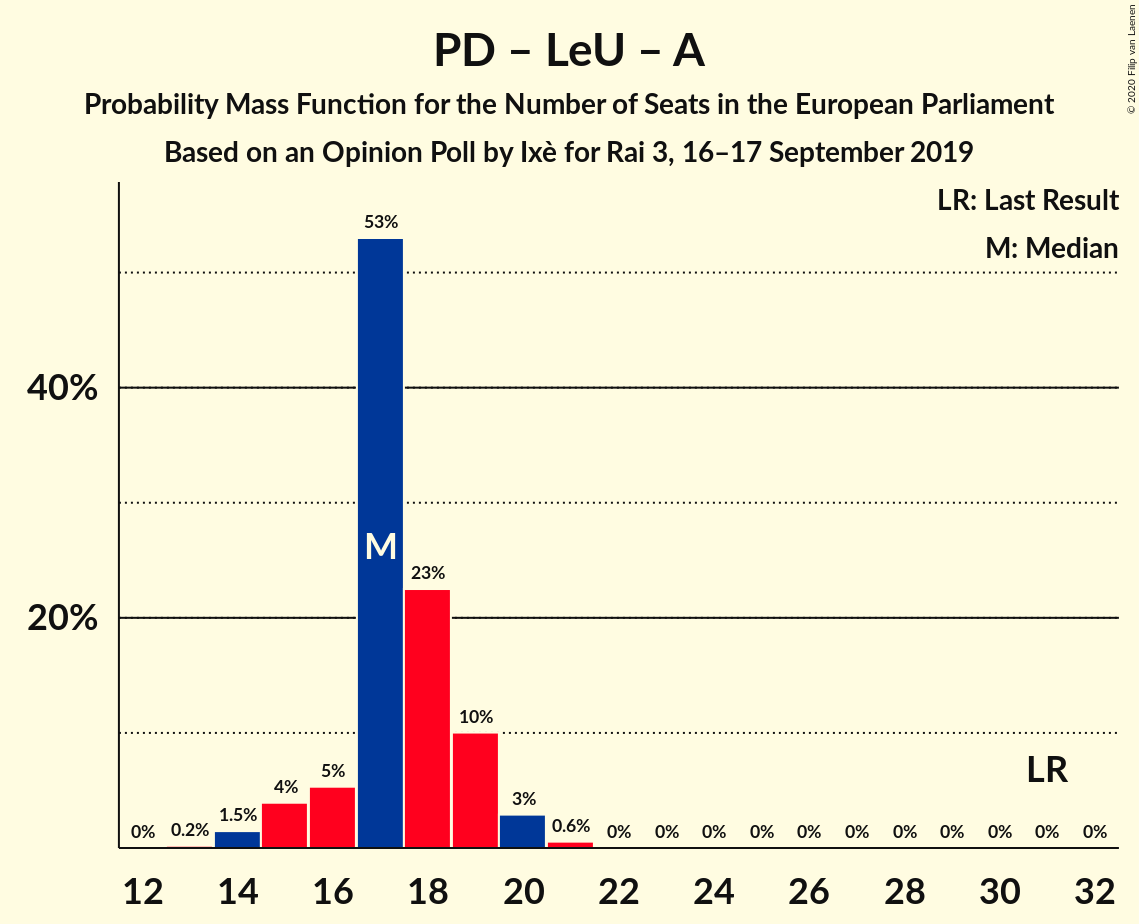 PD – LeU – A
Probability Mass Function for the Number of Seats in the European Parliament
Based on an Opinion Poll by Ixè for Rai 3, 16–17 September 2019
© 2020 Filip van Laenen
LR: Last Result
M: Median
40%
20%
0%
0.2%
1.5%
4%
5%
53%
M
23%
10%
3%
0.6%
0%
0%
0%
0%
0%
0%
0%
0%
0%
0%
0%
LR
12 14 16 18 20 22 24 26 28 30 32